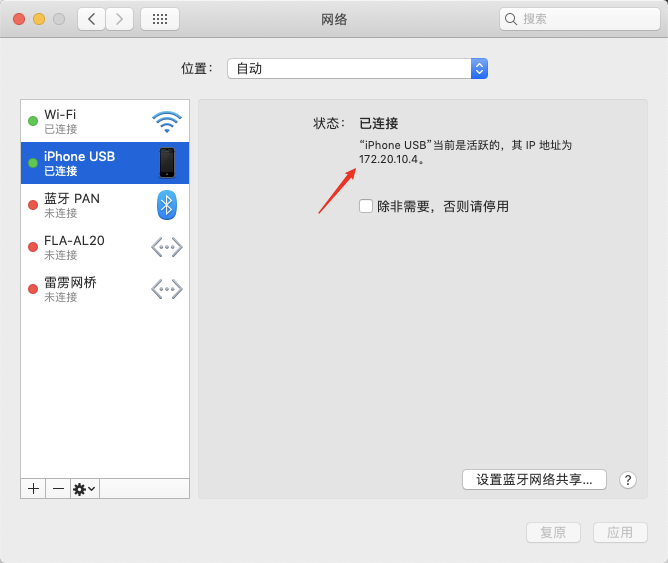 网络
搜索
位置：
自动
Wi-Fi
已连接
iPhone USB
已连接
蓝牙 PAN
未连接
FLA-AL20
未连接
雷雳网桥
未连接
状态：
已连接
“iPhone USB”当前是活跃的，其 IP 地址为
172.20.10.4。
除非需要，否则请停用
设置蓝牙网络共享...
?
复原
应用